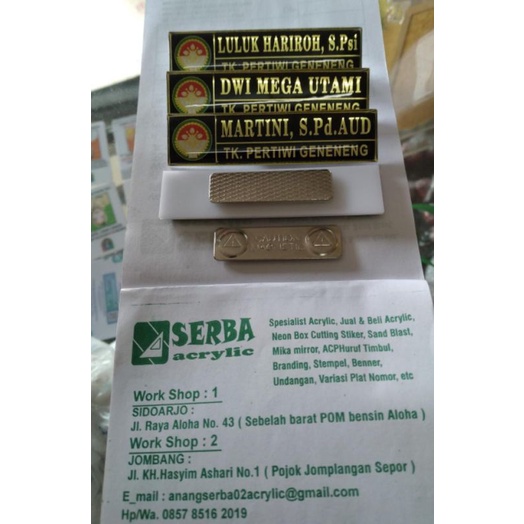 LULUK HARIROH, S.Psi
TK. PERTIWI GENENENG
DWI MEGA UTAMI
TK. PERTIWI GENENENG
MARTINI, S.Pd.AUD
TK. PERTIWI GENENENG
SERBA
acrylic
Spesialist Acrylic, Jual & Beli Acrylic,
Neon Box Cutting Stiker, Sand Blast,
Mika mirror, ACPHuruf Timbul,
Branding, Stempel, Benner,
Undangan, Variasi Plat Nomor, etc
Work Shop : 1
SIDOARJO :
Jl. Raya Aloha No. 43 ( Sebelah barat POM bensin Aloha )
Work Shop : 2
JOMBANG :
Jl. KH.Hasyim Ashari No.1 ( Pojok Jomplangan Sepor )
E_mail : anangserba02acrylic@gmail.com
Hp/Wa. 0857 8516 2019